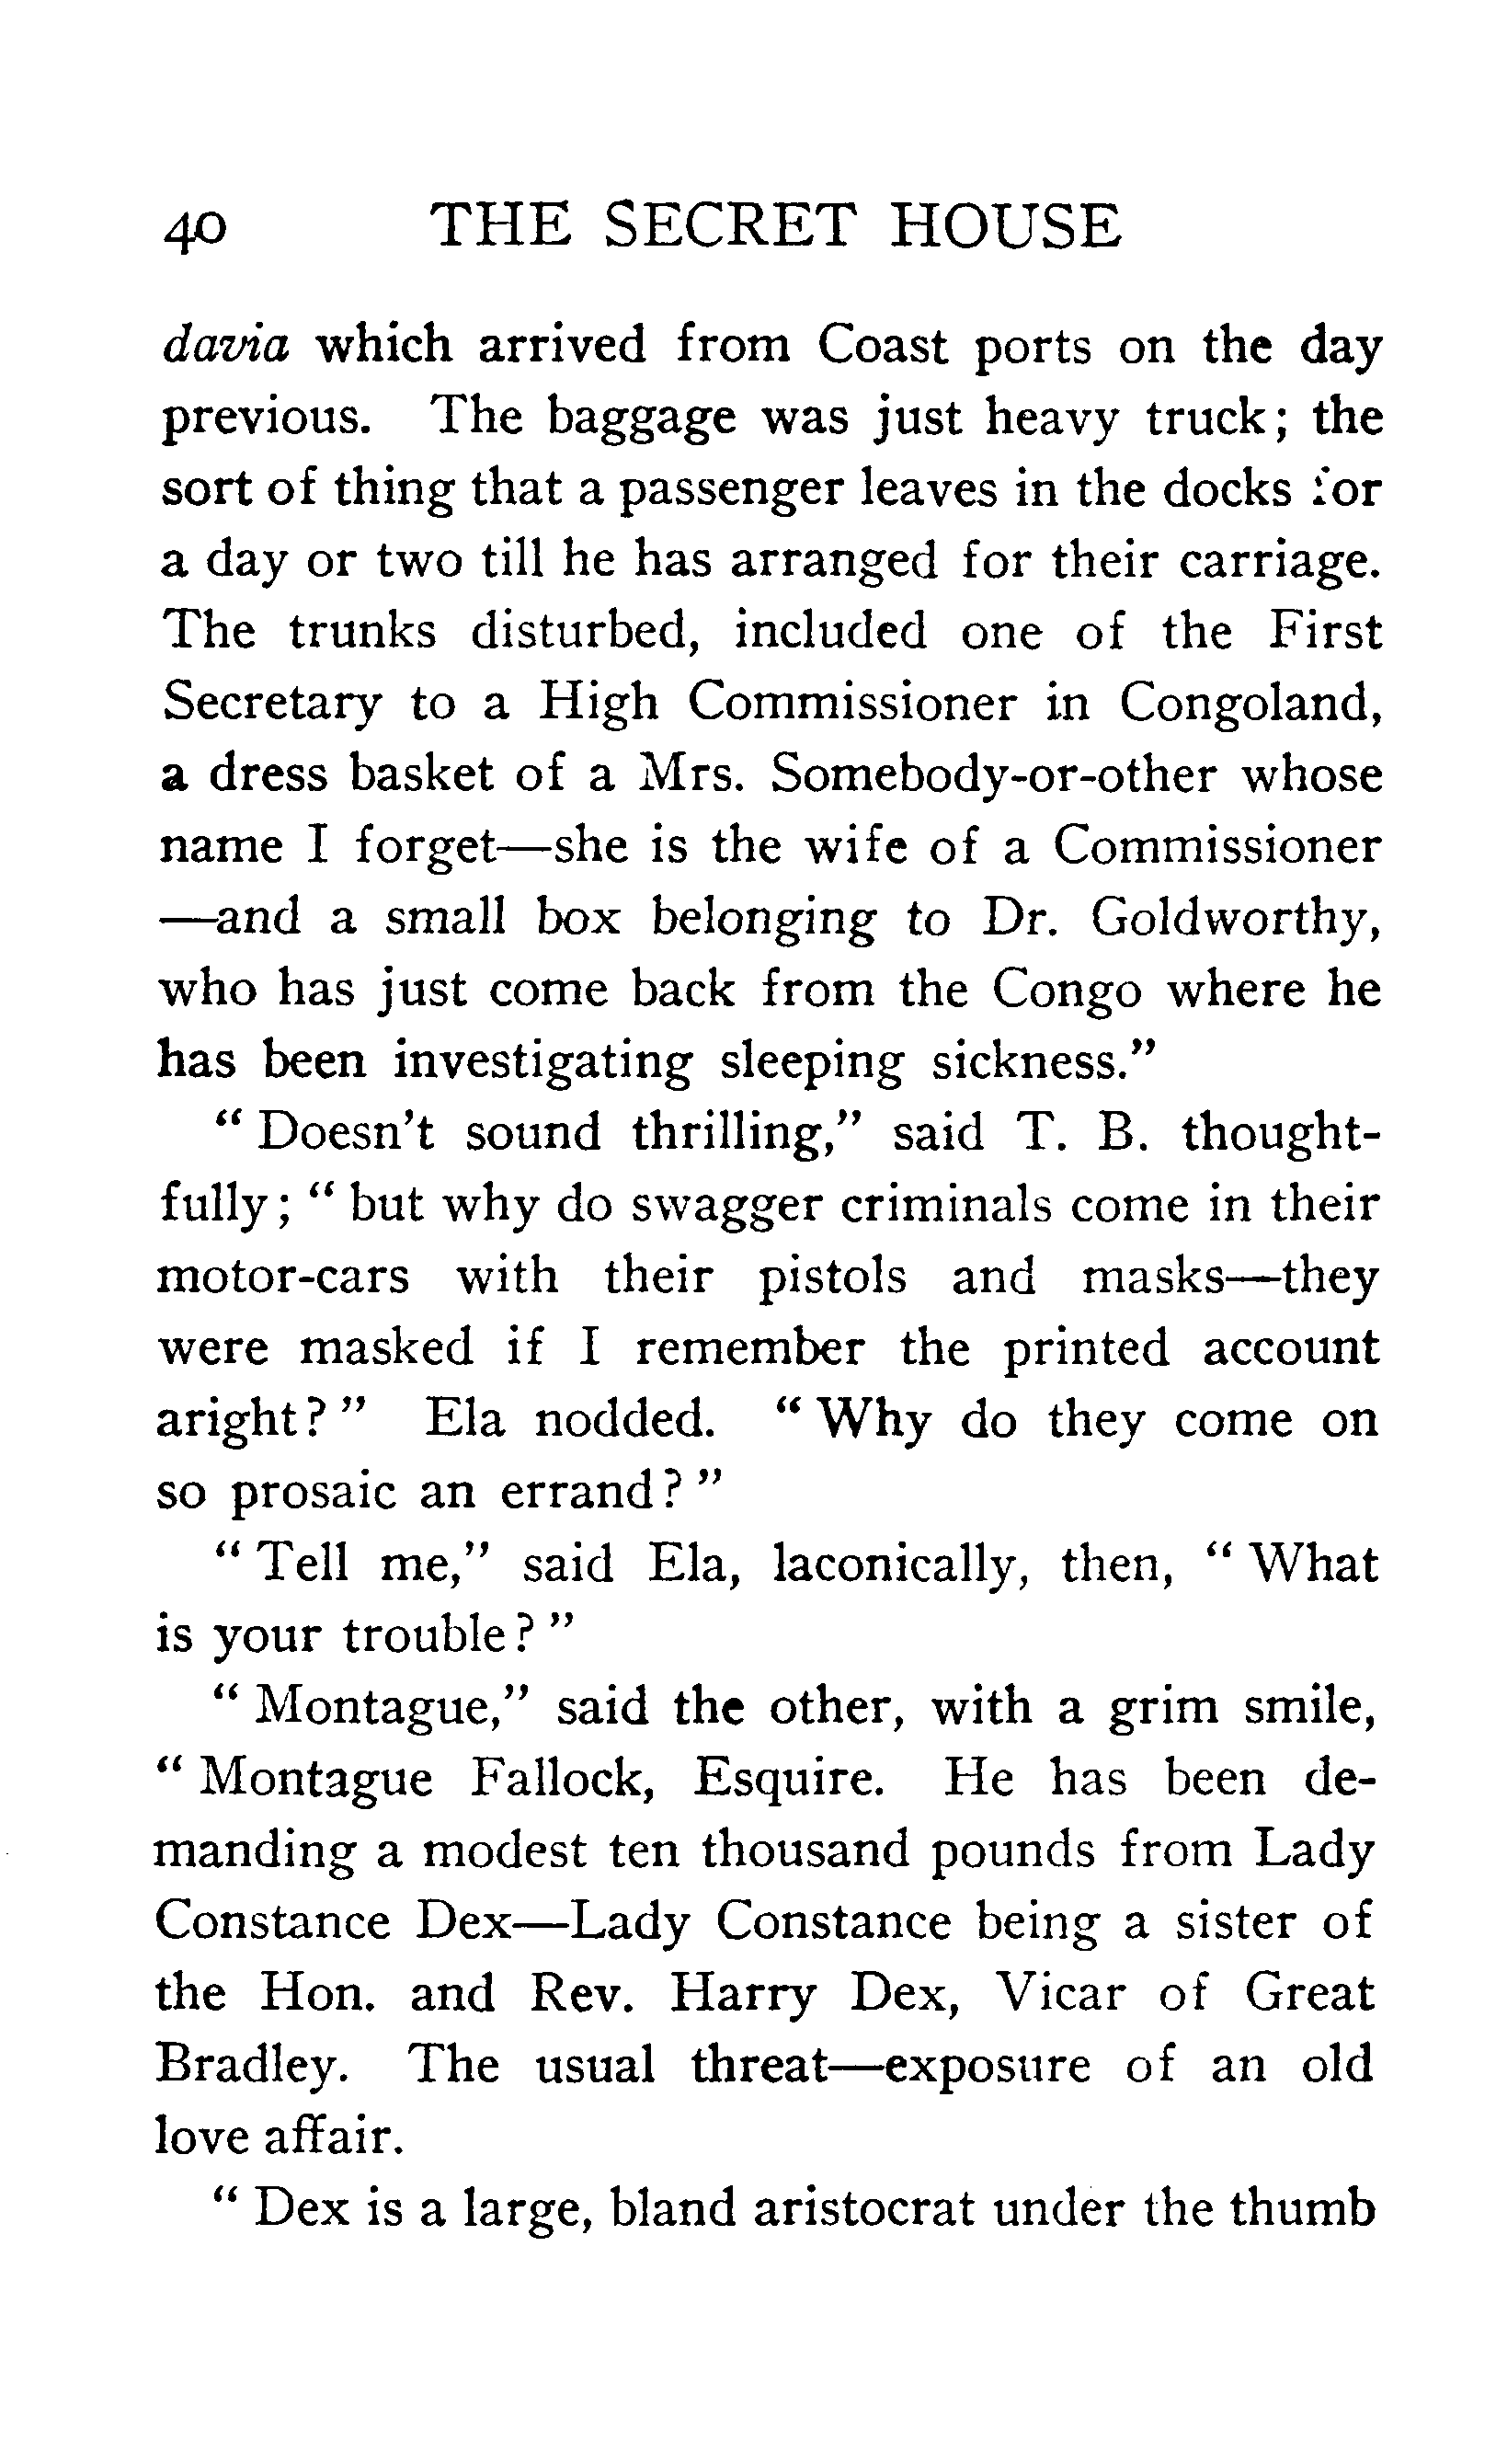 40 THE SECRET HOUSE
davia which arrived from Coast ports on the day
previous. The baggage was just heavy truck; the
sort of thing that a passenger leaves in the docks for
a day or two till he has arranged for their carriage.
The trunks disturbed, included one of the First
Secretary to a High Commissioner in Congoland,
a dress basket of a Mrs. Somebody-or-other whose
name I forget—she is the wife of a Commissioner
—and a small box belonging to Dr. Goldworthy,
who has just come back from the Congo where he
has been investigating sleeping sickness.”
“ Doesn’t sound thrilling,” said T. B. thought-
fully; “ but why do swagger criminals come in their
motor-cars with their pistols and masks—they
were masked if I remember the printed account
aright? ” Ela nodded. “ Why do they come on
so prosaic an errand? ”
“ Tell me,” said Ela, laconically, then, “ What
is your trouble? ”
“ Montague,” said the other, with a grim smile,
“ Montague Fallock, Esquire. He has been de-
manding a modest ten thousand pounds from Lady
Constance Dex—Lady Constance being a sister of
the Hon. and Rev. Harry Dex, Vicar of Great
Bradley. The usual threat—exposure of an old
love affair.
“ Dex is a large, bland aristocrat under the thumb